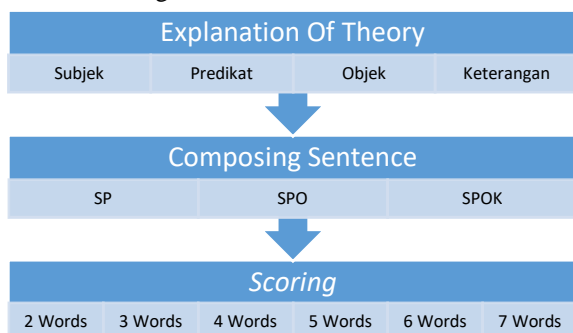 Explanation Of Theory
Subjek Predikat Objek Keterangan
Composing Sentence
SP SPO SPOK
Scoring
2 Words 3 Words 4 Words 5 Words 6 Words 7 Words